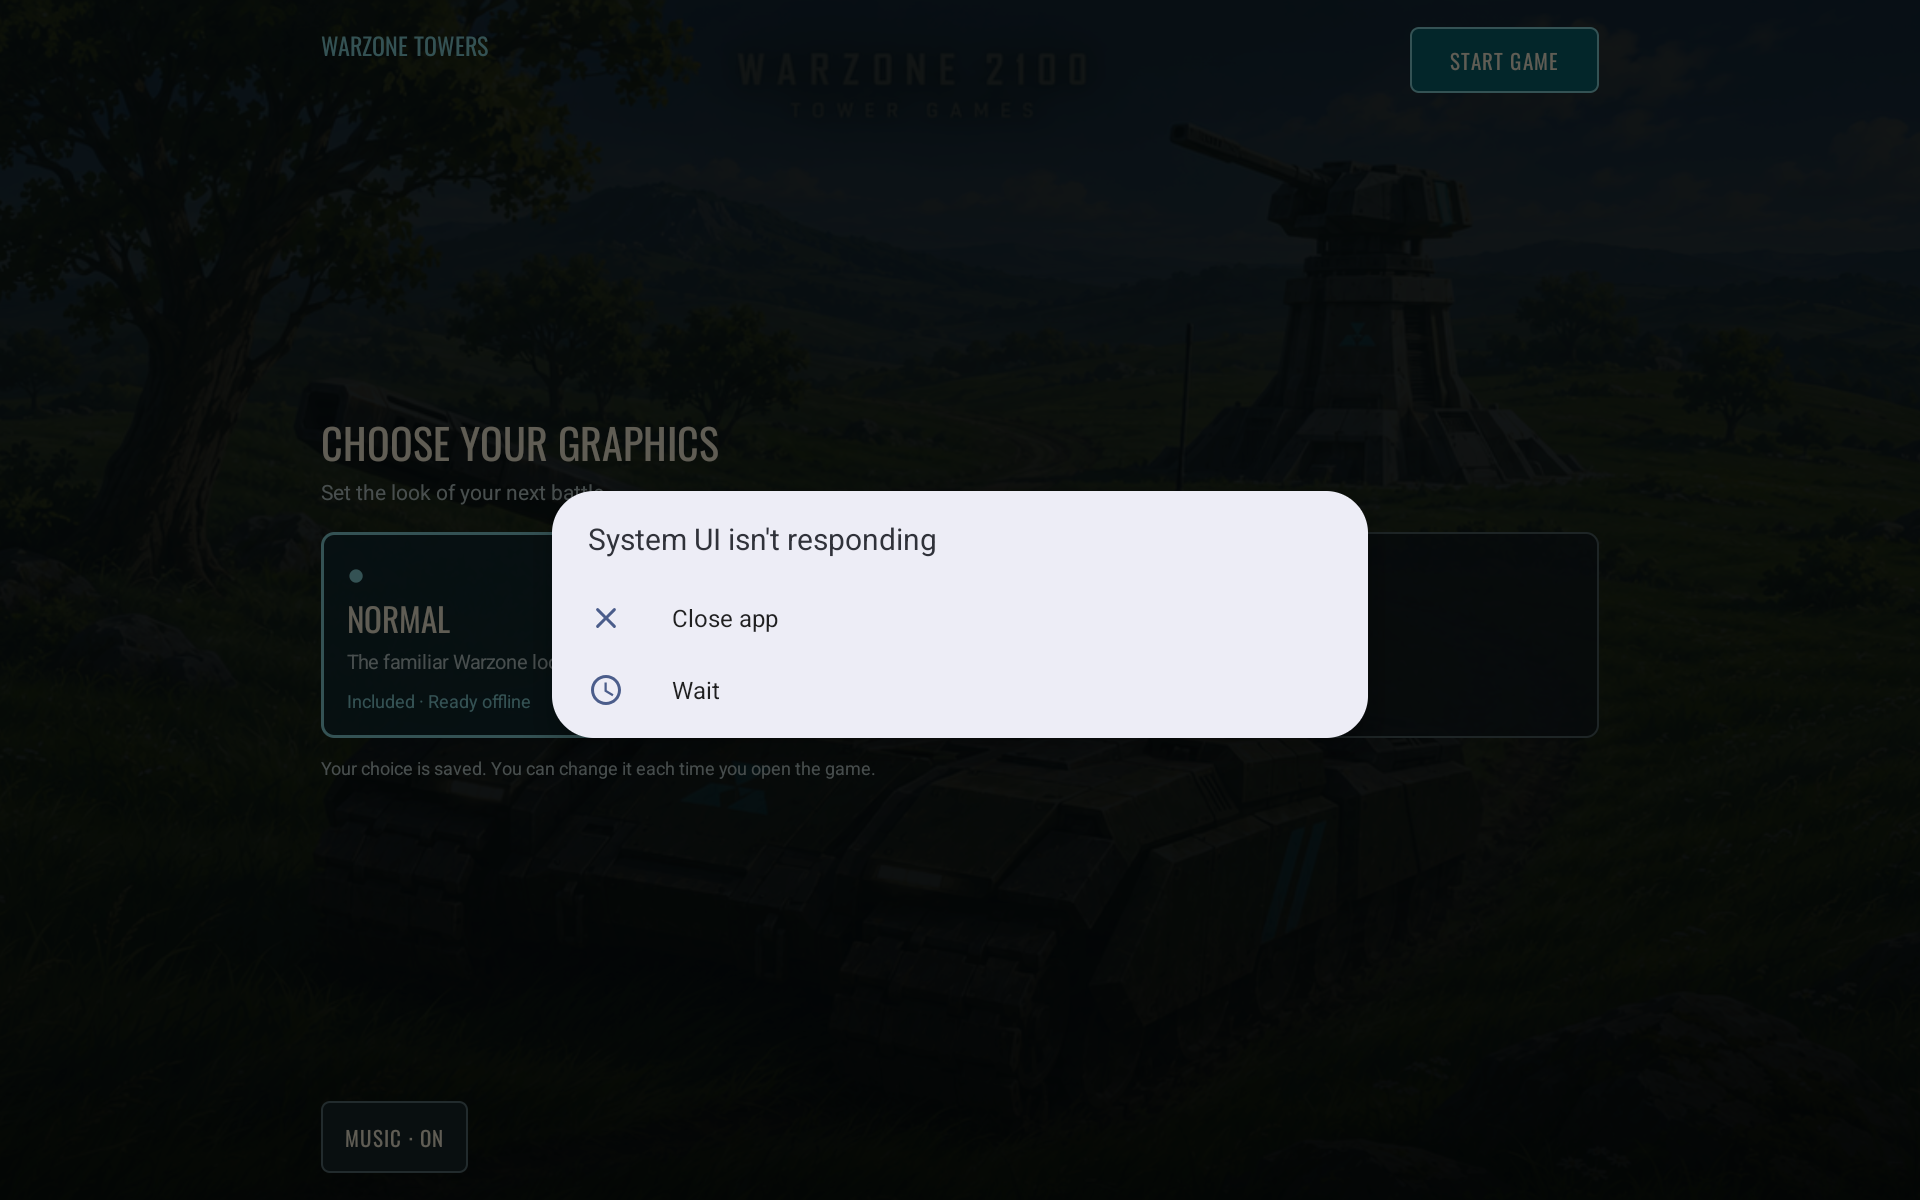 WARZONE TOWERS
WARZONE 2100
TOWER GAMES
START GAME
CHOOSE YOUR GRAPHICS
Set the look of your next battle
System UI isn't responding
Close app
Wait
NORMAL
The familiar Warzone
Included · Ready offline
Your choice is saved. You can change it each time you open the game.
MUSIC · ON